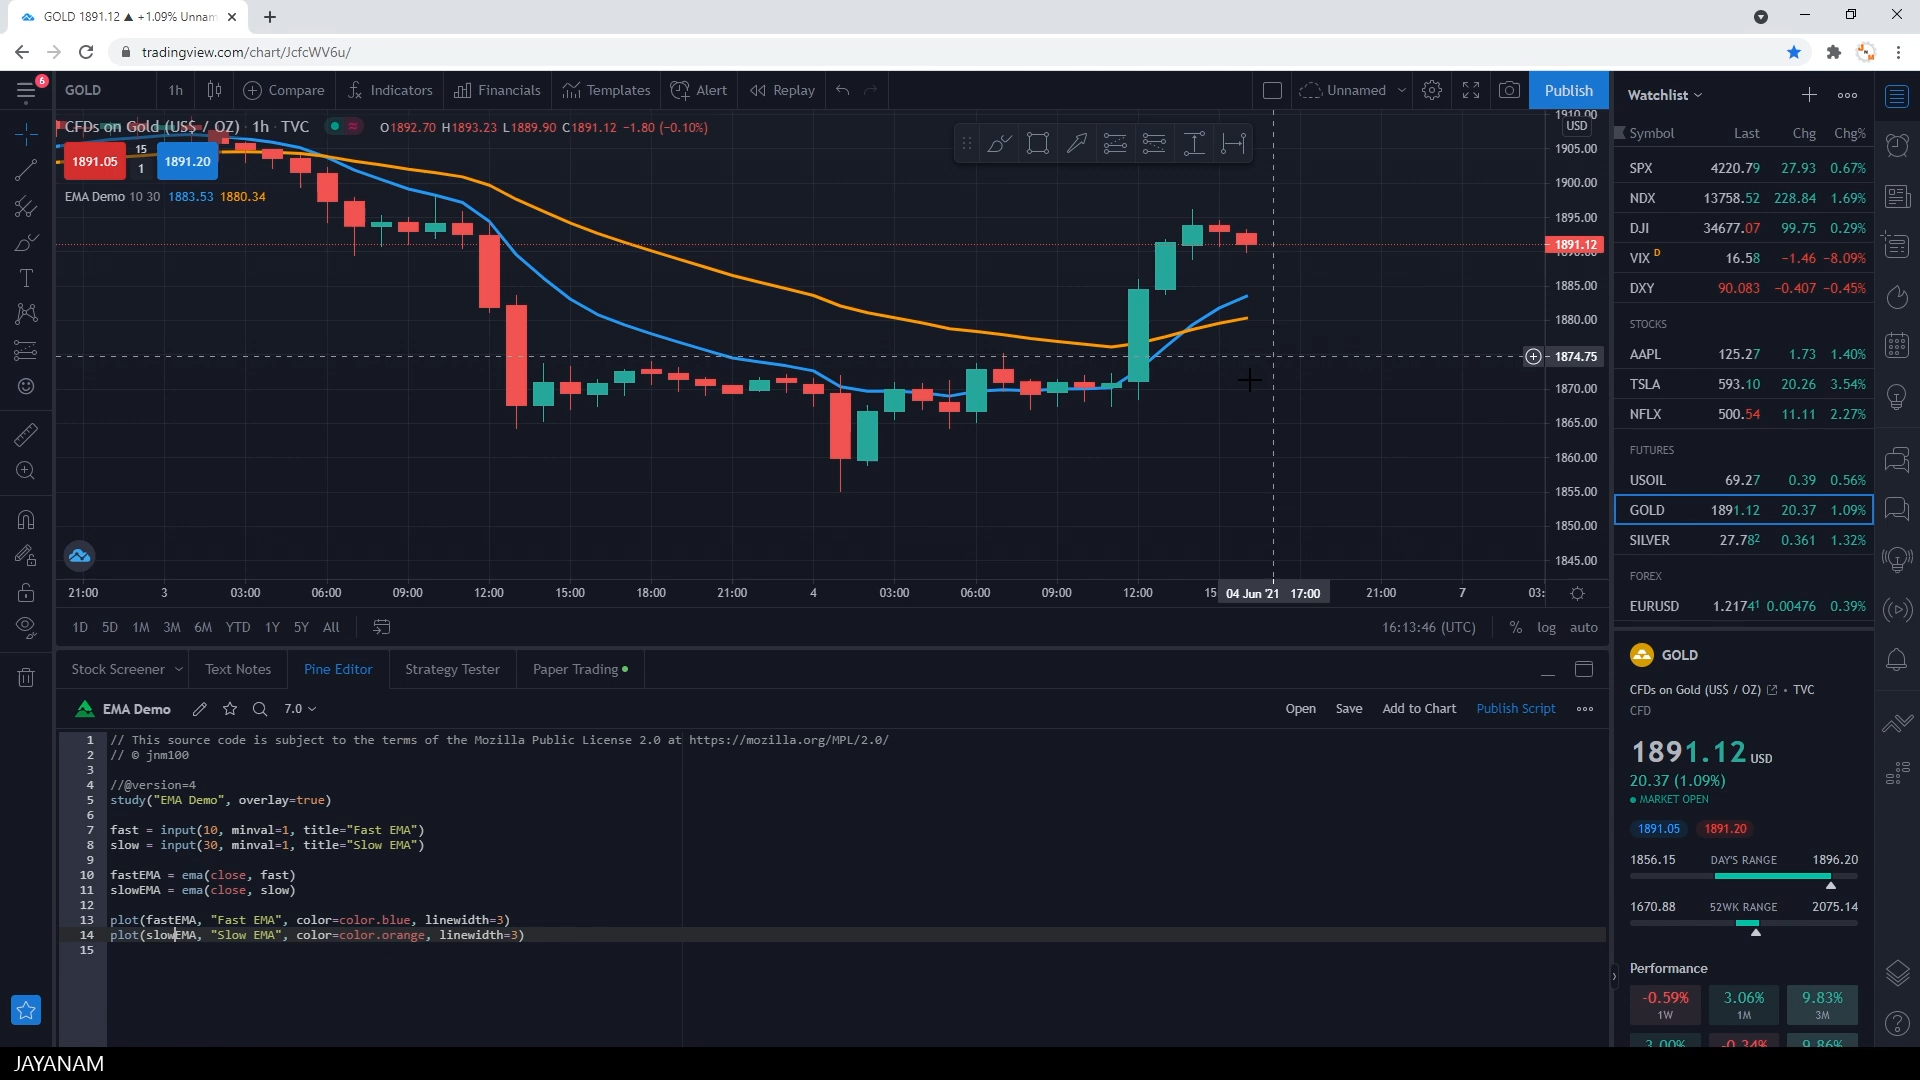 GOLD 1891.12 ▲ +1.09% Unnam
tradingview.com/chart/JcfcWV6u/
6
GOLD 1h Compare Indicators Financials Templates Alert Replay Unnamed Publish
CFDs on Gold (US$ / OZ) · 1h · TVC O1892.70 H1893.23 L1889.90 C1891.12 −1.80 (−0.10%)
1891.05 15 1 1891.20
EMA Demo 10 30 1883.53 1880.34
1910.00
USD
1905.00
1900.00
1895.00
1891.12
1890.00
1885.00
1880.00
1874.75
1870.00
1865.00
1860.00
1855.00
1850.00
1845.00
21:00 3 03:00 06:00 09:00 12:00 15:00 18:00 21:00 4 03:00 06:00 09:00 12:00 15 04 Jun '21 17:00 21:00 7 03:
1D 5D 1M 3M 6M YTD 1Y 5Y All 16:13:46 (UTC) % log auto
Stock Screener Text Notes Pine Editor Strategy Tester Paper Trading
EMA Demo 7.0 Open Save Add to Chart Publish Script
1 // This source code is subject to the terms of the Mozilla Public License 2.0 at https://mozilla.org/MPL/2.0/
2 // © jnm100
3
4 //@version=4
5 study("EMA Demo", overlay=true)
6
7 fast = input(10, minval=1, title="Fast EMA")
8 slow = input(30, minval=1, title="Slow EMA")
9
10 fastEMA = ema(close, fast)
11 slowEMA = ema(close, slow)
12
13 plot(fastEMA, "Fast EMA", color=color.blue, linewidth=3)
14 plot(slowEMA, "Slow EMA", color=color.orange, linewidth=3)
15
Watchlist
Symbol Last Chg Chg%
SPX 4220.79 27.93 0.67%
NDX 13758.52 228.84 1.69%
DJI 34677.07 99.75 0.29%
VIX D 16.58 −1.46 −8.09%
DXY 90.083 −0.407 −0.45%
STOCKS
AAPL 125.27 1.73 1.40%
TSLA 593.10 20.26 3.54%
NFLX 500.54 11.11 2.27%
FUTURES
USOIL 69.27 0.39 0.56%
GOLD 1891.12 20.37 1.09%
SILVER 27.78² 0.361 1.32%
FOREX
EURUSD 1.2174¹ 0.00476 0.39%
GOLD
CFDs on Gold (US$ / OZ) • TVC
CFD
1891.12 USD
20.37 (1.09%)
● MARKET OPEN
1891.05 1891.20
1856.15 DAY'S RANGE 1896.20
1670.88 52WK RANGE 2075.14
Performance
-0.59% 3.06% 9.83%
1W 1M 3M
3.00% -0.34% 9.86%
JAYANAM